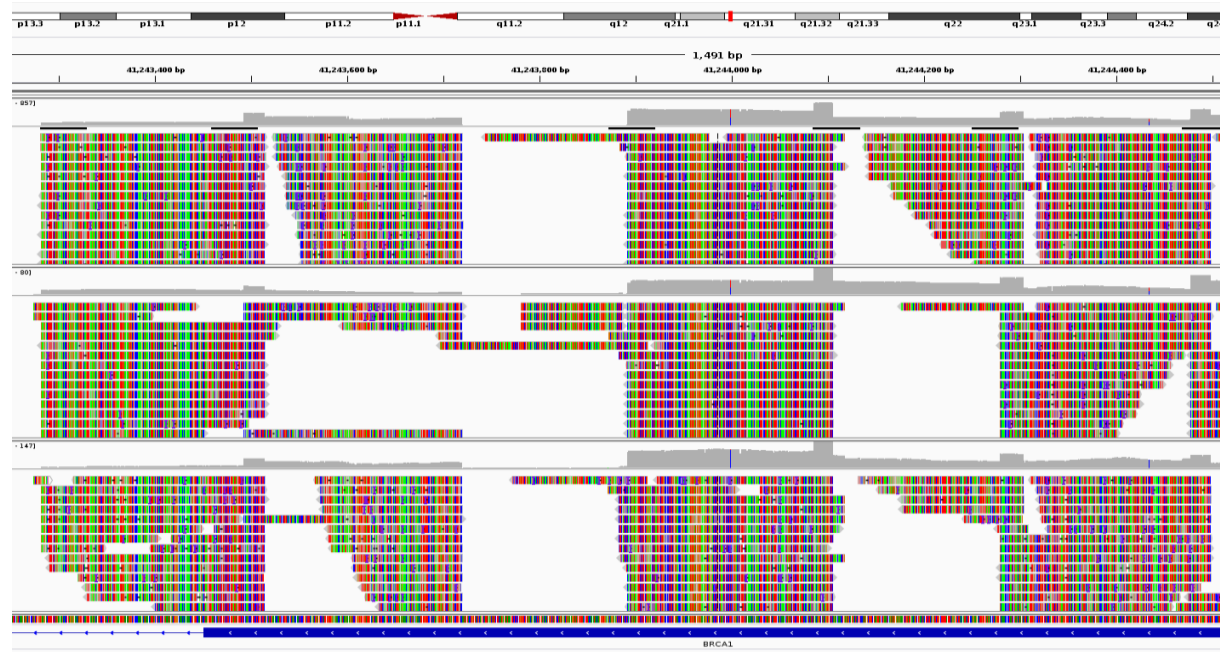 p13.3 p13.2 p13.1 p12 p11.2 p11.1 q11.2 q12 q21.1 q21.31 q21.32 q21.33 q22 q23.1 q23.3 q24.2
1,491 bp
41,243,400 bp 41,243,600 bp 41,243,800 bp 41,244,000 bp 41,244,200 bp 41,244,400 bp
- 857]
- 80]
- 147]
BRCA1